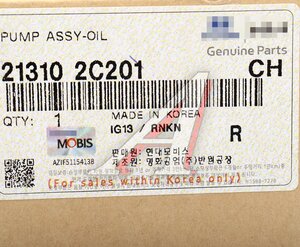 PUMP ASSY-OIL
Genuine Parts
21310 2C201 CH
QTY: 1 MADE IN KOREA
IG13 / RNKN R
MOBIS
AZIF51154138
판매원: 현대모비스
제조원: 명화공업(주)반월공장
(For sales within Korea only)